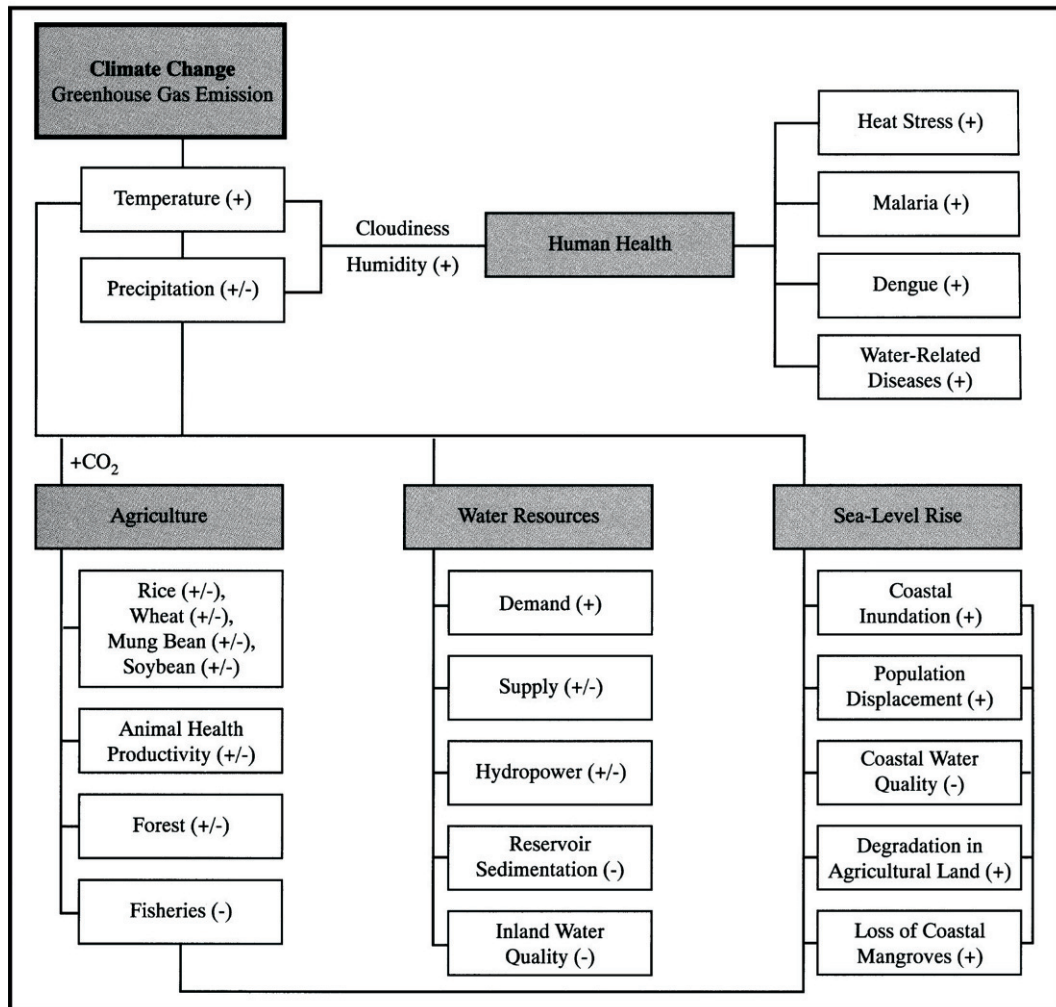 Climate Change
Greenhouse Gas Emission
Temperature (+)
Precipitation (+/-)
Cloudiness
Humidity (+)
Human Health
Heat Stress (+)
Malaria (+)
Dengue (+)
Water-Related
Diseases (+)
+CO₂
Agriculture
Rice (+/-),
Wheat (+/-),
Mung Bean (+/-),
Soybean (+/-)
Animal Health
Productivity (+/-)
Forest (+/-)
Fisheries (-)
Water Resources
Demand (+)
Supply (+/-)
Hydropower (+/-)
Reservoir
Sedimentation (-)
Inland Water
Quality (-)
Sea-Level Rise
Coastal
Inundation (+)
Population
Displacement (+)
Coastal Water
Quality (-)
Degradation in
Agricultural Land (+)
Loss of Coastal
Mangroves (+)